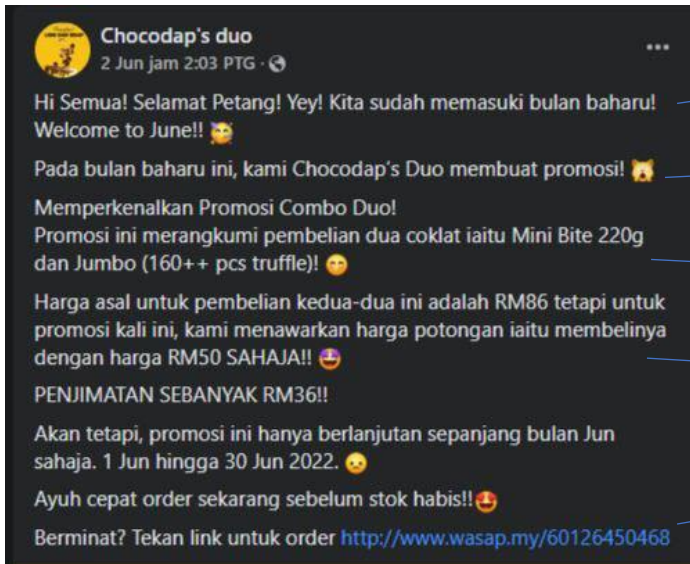 Chocodap's duo
2 Jun jam 2:03 PTG ·
Hi Semua! Selamat Petang! Yey! Kita sudah memasuki bulan baharu!
Welcome to June!! 🥳
Pada bulan baharu ini, kami Chocodap's Duo membuat promosi! 🙀
Memperkenalkan Promosi Combo Duo!
Promosi ini merangkumi pembelian dua coklat iaitu Mini Bite 220g
dan Jumbo (160++ pcs truffle)! 😋
Harga asal untuk pembelian kedua-dua ini adalah RM86 tetapi untuk
promosi kali ini, kami menawarkan harga potongan iaitu membelinya
dengan harga RM50 SAHAJA!! 🤩
PENJIMATAN SEBANYAK RM36!!
Akan tetapi, promosi ini hanya berlanjutan sepanjang bulan Jun
sahaja. 1 Jun hingga 30 Jun 2022. 😣
Ayuh cepat order sekarang sebelum stok habis!!🤩
Berminat? Tekan link untuk order http://www.wasap.my/60126450468